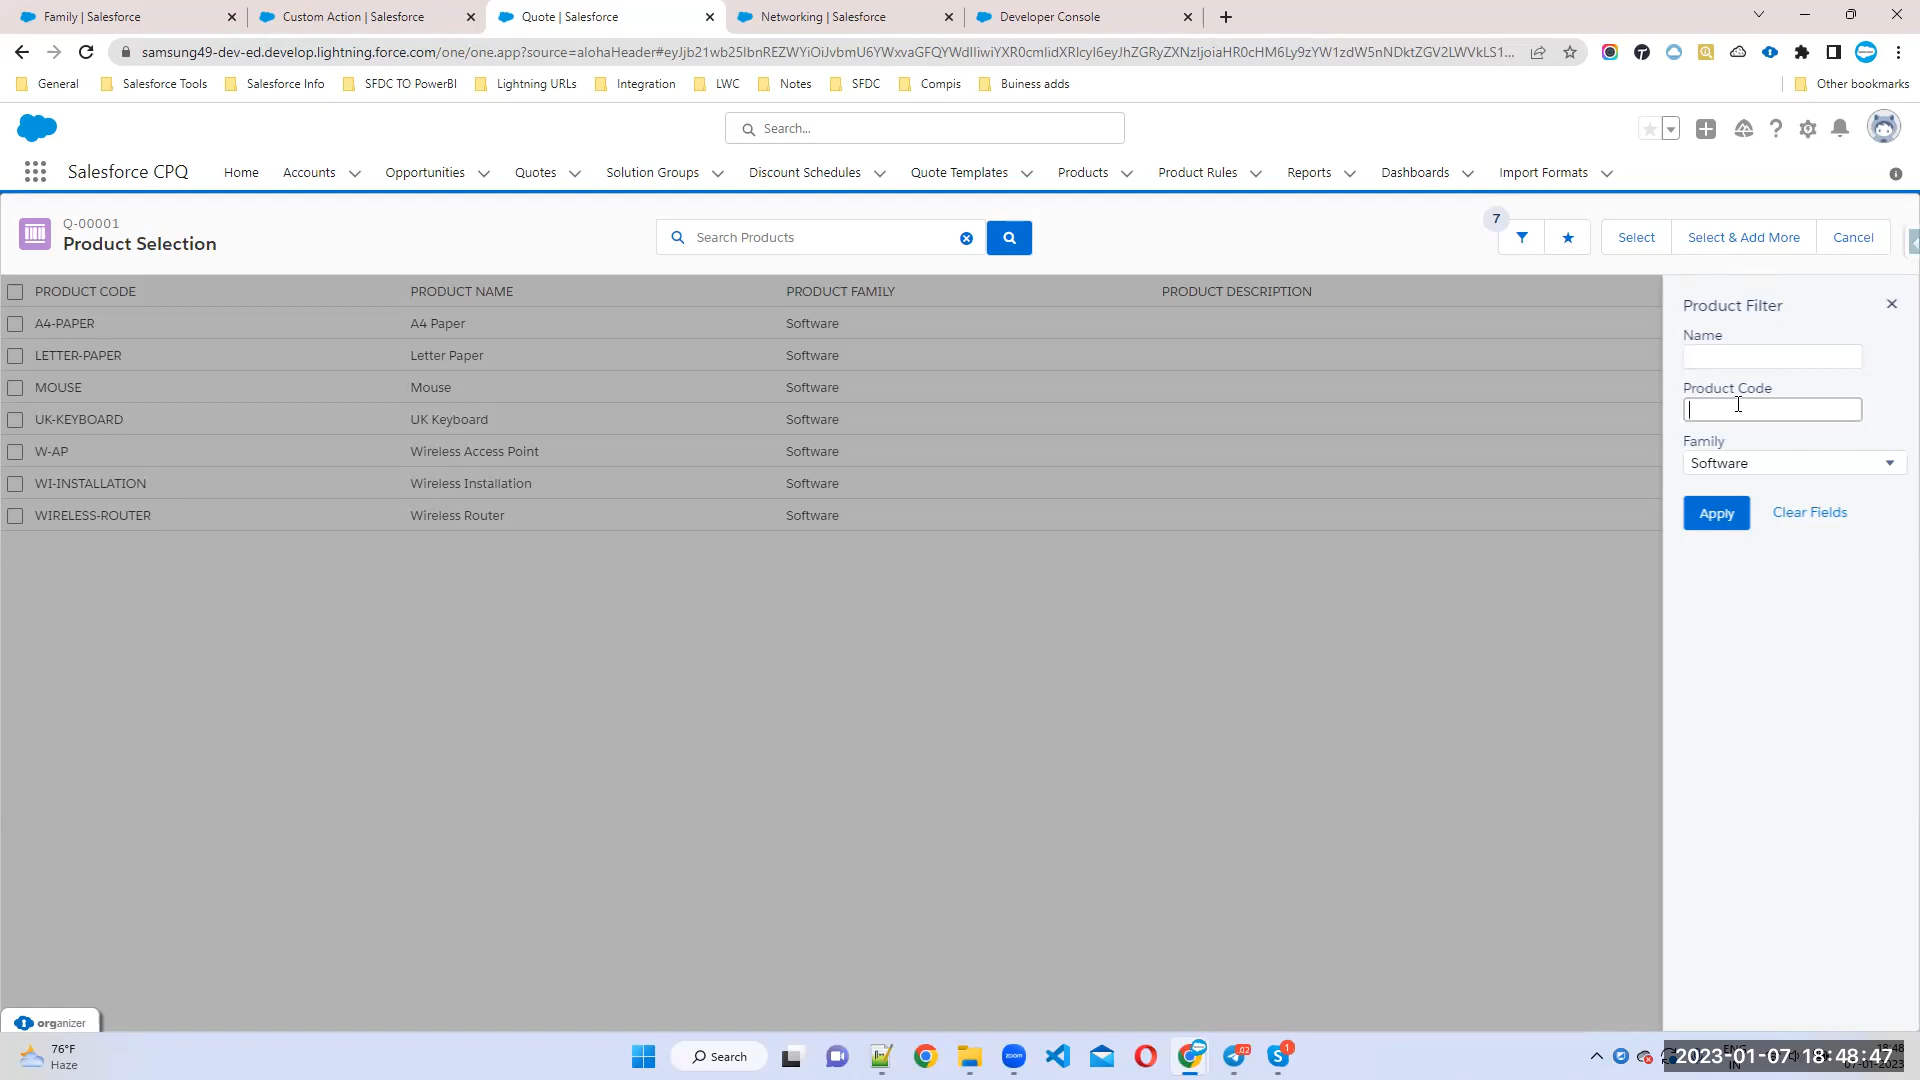 Family | Salesforce
Custom Action | Salesforce
Quote | Salesforce
Networking | Salesforce
Developer Console
samsung49-dev-ed.develop.lightning.force.com/one/one.app?source=alohaHeader#eyJjb21wb25lbnREZWYiOiJvbmU6YWxvaGFQYWdlIiwiYXR0cmlidXRlcyI6eyJhZGRyZXNzIjoiaHR0cHM6Ly9zYW1zdW5nNDktZGV2LWVkLS1...
General
Salesforce Tools
Salesforce Info
SFDC TO PowerBI
Lightning URLs
Integration
LWC
Notes
SFDC
Compis
Buiness adds
Other bookmarks
Search...
Salesforce CPQ
Home
Accounts
Opportunities
Quotes
Solution Groups
Discount Schedules
Quote Templates
Products
Product Rules
Reports
Dashboards
Import Formats
Q-00001
Product Selection
Search Products
7
Select
Select & Add More
Cancel
PRODUCT CODE PRODUCT NAME PRODUCT FAMILY PRODUCT DESCRIPTION
A4-PAPER A4 Paper Software
LETTER-PAPER Letter Paper Software
MOUSE Mouse Software
UK-KEYBOARD UK Keyboard Software
W-AP Wireless Access Point Software
WI-INSTALLATION Wireless Installation Software
WIRELESS-ROUTER Wireless Router Software
Product Filter
Name
Product Code
Family
Software
Apply
Clear Fields
organizer
76°F
Haze
Search
zoom
02
1
2023-01-07 18:48:47